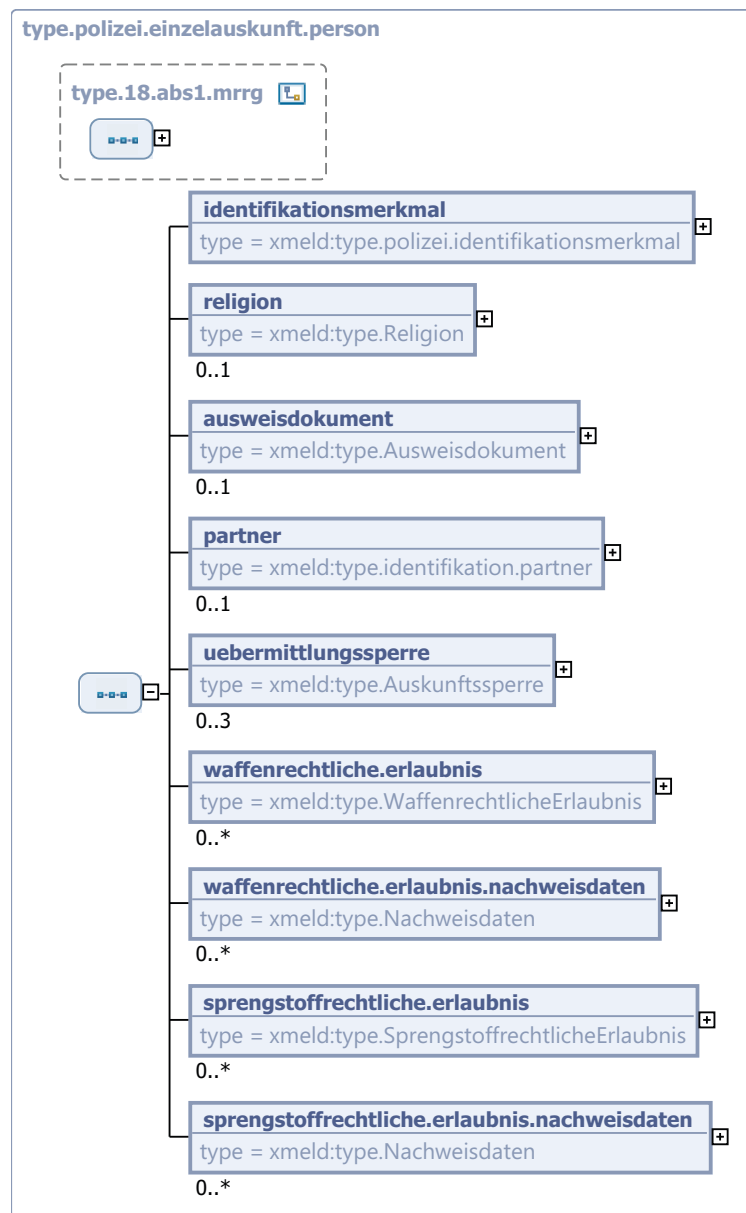 type.polizei.einzelauskunft.person
type.18.abs1.mrrg
identifikationsmerkmal
type = xmeld:type.polizei.identifikationsmerkmal
religion
type = xmeld:type.Religion
0..1
ausweisdokument
type = xmeld:type.Ausweisdokument
0..1
partner
type = xmeld:type.identifikation.partner
0..1
uebermittlungssperre
type = xmeld:type.Auskunftssperre
0..3
waffenrechtliche.erlaubnis
type = xmeld:type.WaffenrechtlicheErlaubnis
0..*
waffenrechtliche.erlaubnis.nachweisdaten
type = xmeld:type.Nachweisdaten
0..*
sprengstoffrechtliche.erlaubnis
type = xmeld:type.SprengstoffrechtlicheErlaubnis
0..*
sprengstoffrechtliche.erlaubnis.nachweisdaten
type = xmeld:type.Nachweisdaten
0..*